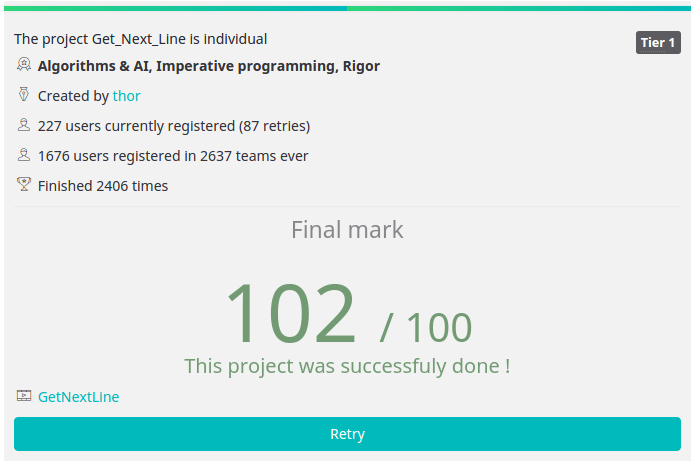 The project Get_Next_Line is individual
Tier 1
Algorithms & AI, Imperative programming, Rigor
Created by thor
227 users currently registered (87 retries)
1676 users registered in 2637 teams ever
Finished 2406 times
Final mark
102 / 100
This project was successfuly done !
GetNextLine
Retry